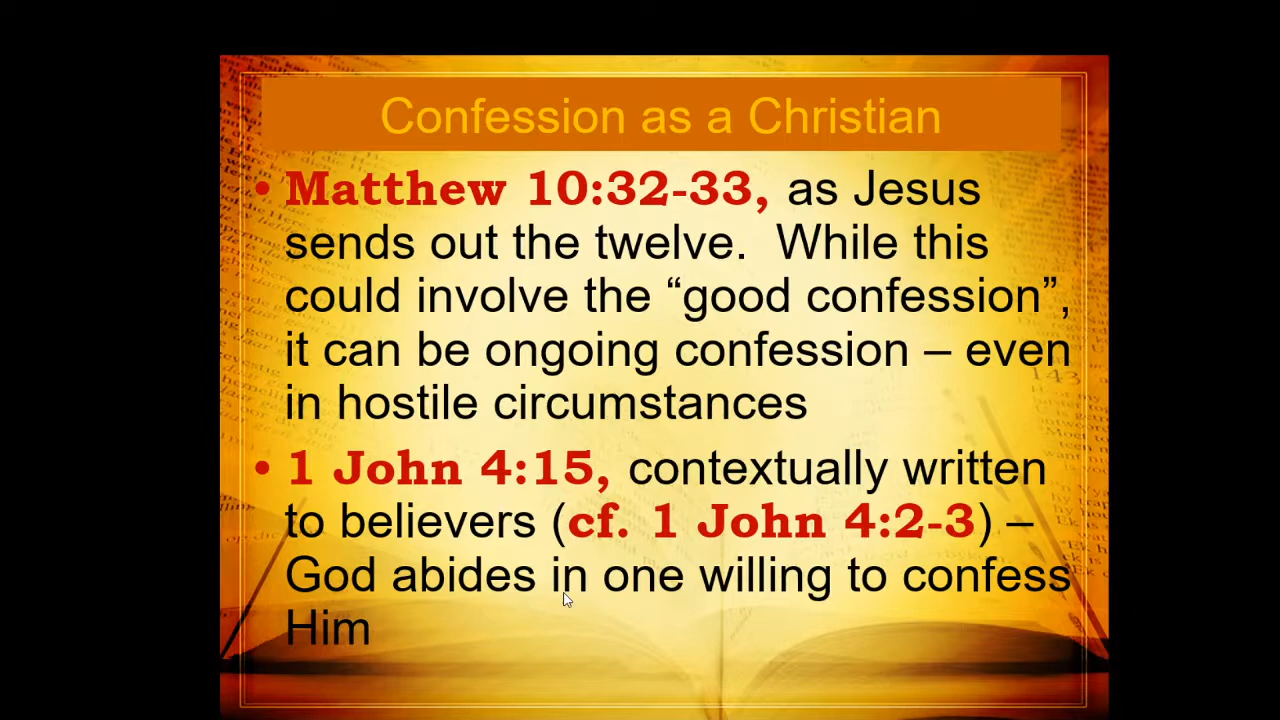 Confession as a Christian
• Matthew 10:32-33, as Jesus
sends out the twelve.  While this
could involve the “good confession”,
it can be ongoing confession – even
in hostile circumstances
• 1 John 4:15, contextually written
to believers (cf. 1 John 4:2-3) –
God abides in one willing to confess
Him
143